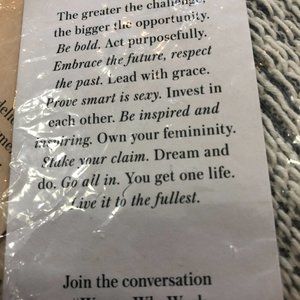 The greater the challenge,
the bigger the opportunity.
Be bold. Act purposefully.
Embrace the future, respect
the past. Lead with grace.
Prove smart is sexy. Invest in
each other. Be inspired and
inspiring. Own your femininity.
Stake your claim. Dream and
do. Go all in. You get one life.
Live it to the fullest.
Join the conversation